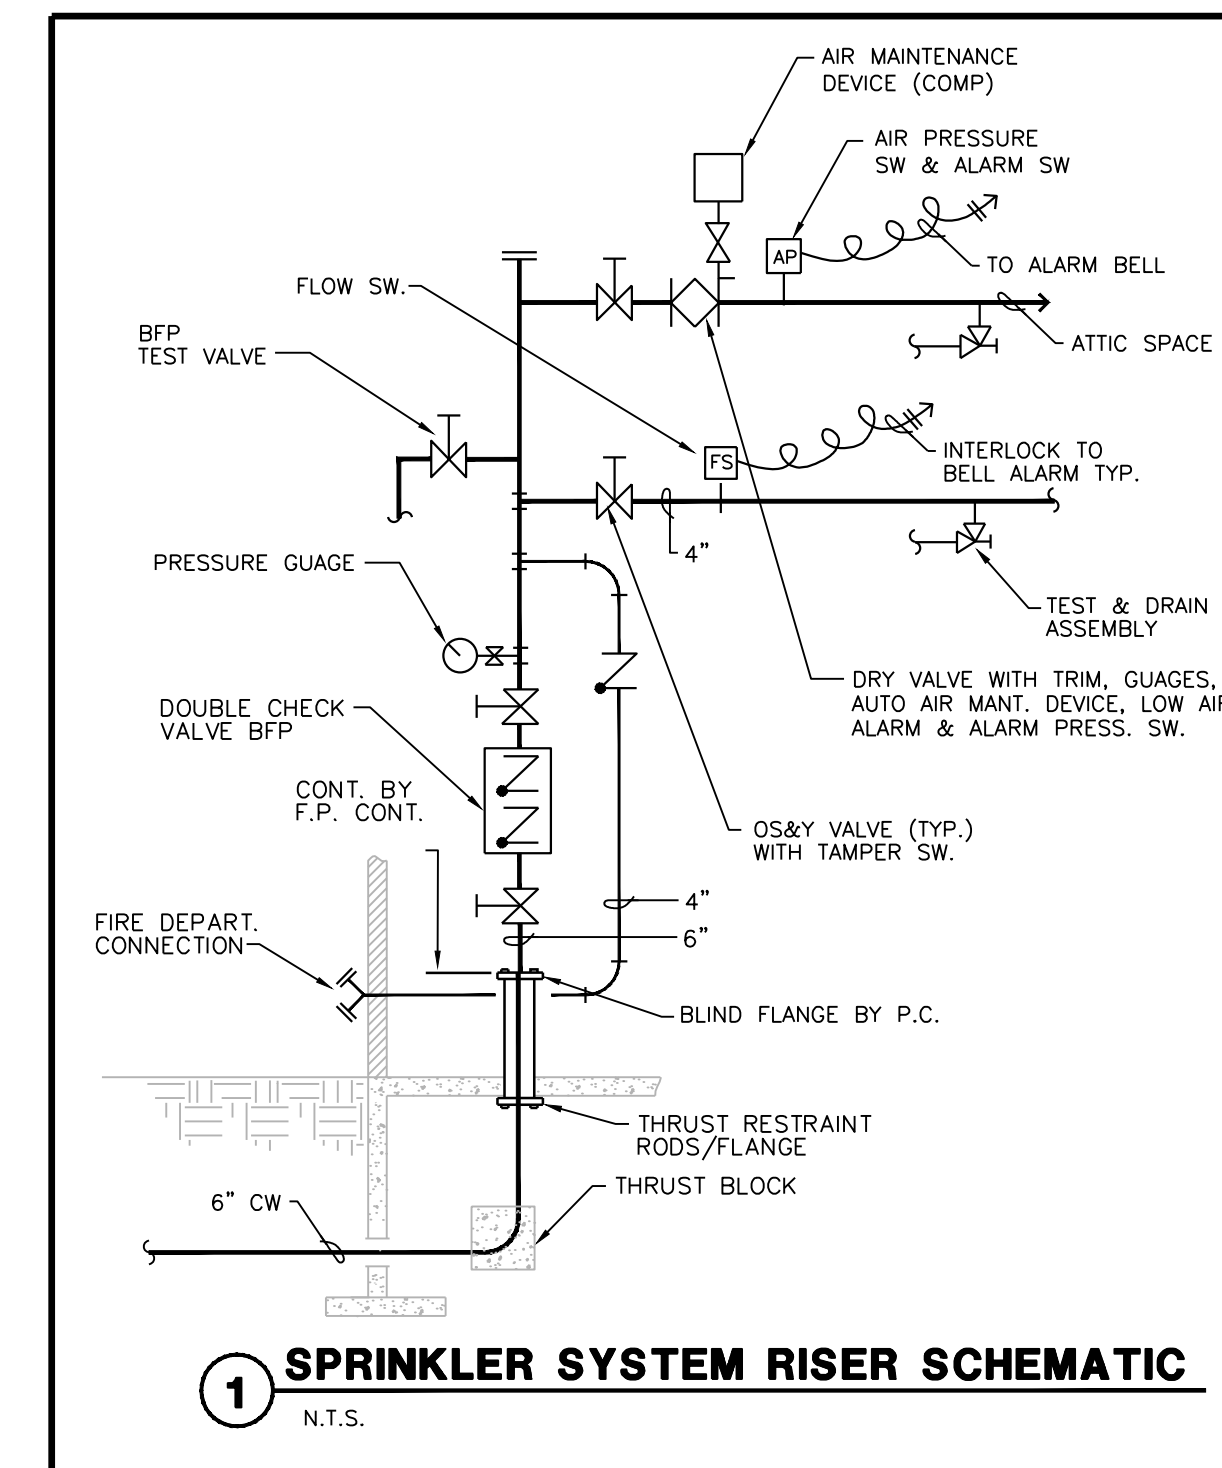 AIR MAINTENANCE
DEVICE (COMP)
AIR PRESSURE
SW & ALARM SW
AP
TO ALARM BELL
FLOW SW.
BFP
TEST VALVE
ATTIC SPACE
FS
INTERLOCK TO
BELL ALARM TYP.
4"
PRESSURE GUAGE
TEST & DRAIN
ASSEMBLY
DRY VALVE WITH TRIM, GUAGES,
AUTO AIR MANT. DEVICE, LOW AIR
ALARM & ALARM PRESS. SW.
DOUBLE CHECK
VALVE BFP
CONT. BY
F.P. CONT.
OS&Y VALVE (TYP.)
WITH TAMPER SW.
4"
6"
FIRE DEPART.
CONNECTION
BLIND FLANGE BY P.C.
THRUST RESTRAINT
RODS/FLANGE
THRUST BLOCK
6" CW
1 SPRINKLER SYSTEM RISER SCHEMATIC
N.T.S.